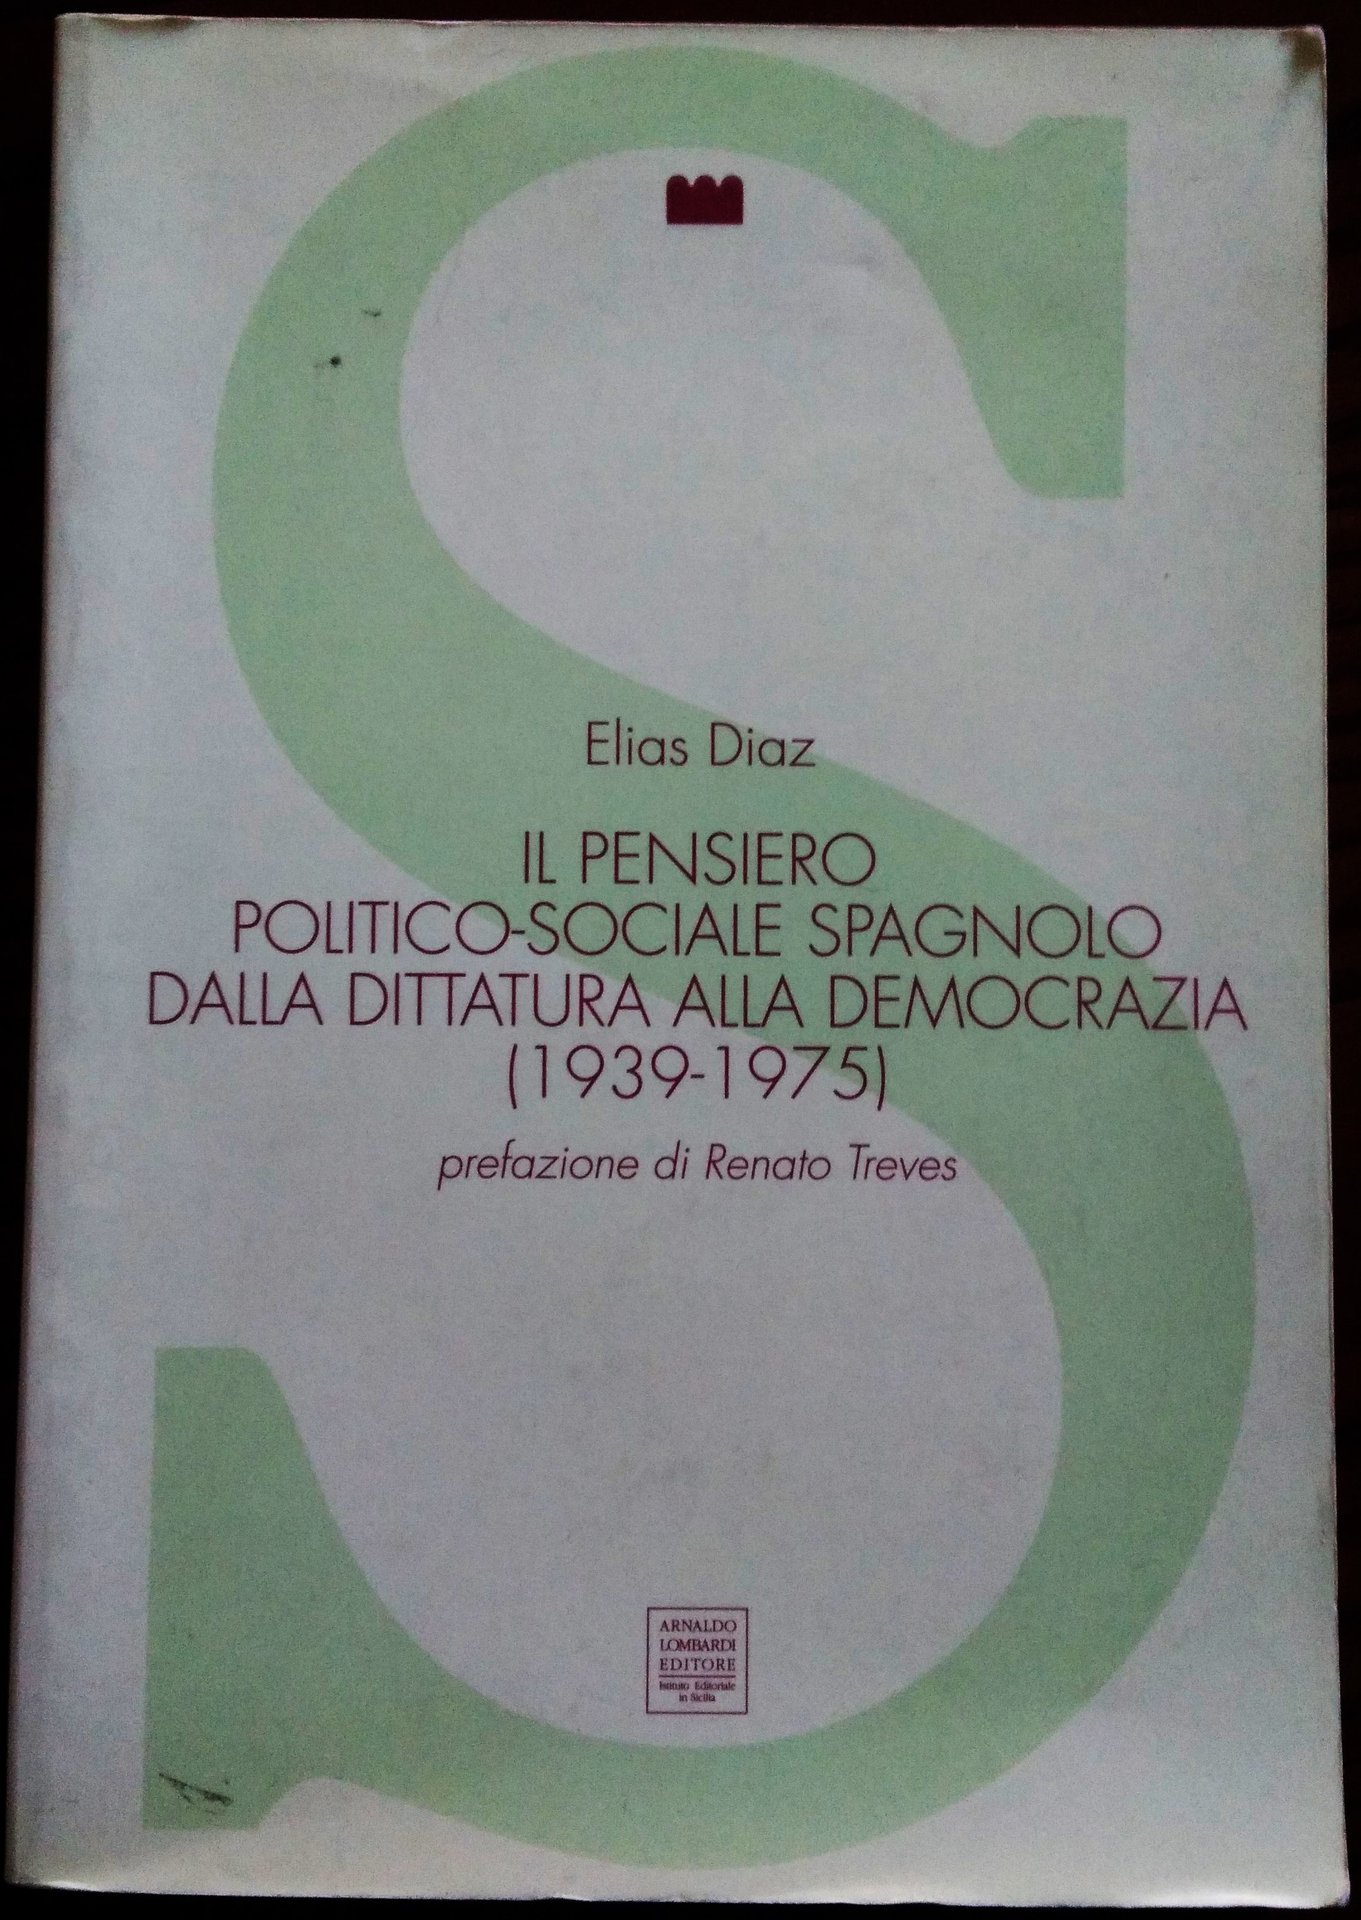 S
Elias Diaz
IL PENSIERO
POLITICO-SOCIALE SPAGNOLO
DALLA DITTATURA ALLA DEMOCRAZIA
(1939-1975)
prefazione di Renato Treves
ARNALDO
LOMBARDI
EDITORE
Istituto Editoriale
in Sicilia